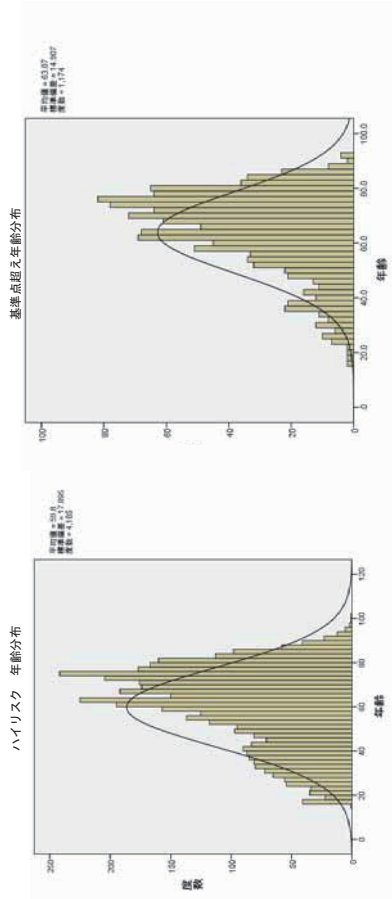 ハイリスク 年齢分布
平均値 = 59.8
標準偏差 = 17.895
度数 = 4,185
度数
250
200
150
100
50
0
0
20
40
60
80
100
120
年齢
基準点超え年齢分布
平均値 = 63.07
標準偏差 = 14.907
度数 = 1,174
100
80
60
40
20
0
.0
20.0
40.0
60.0
80.0
100.0
年齢